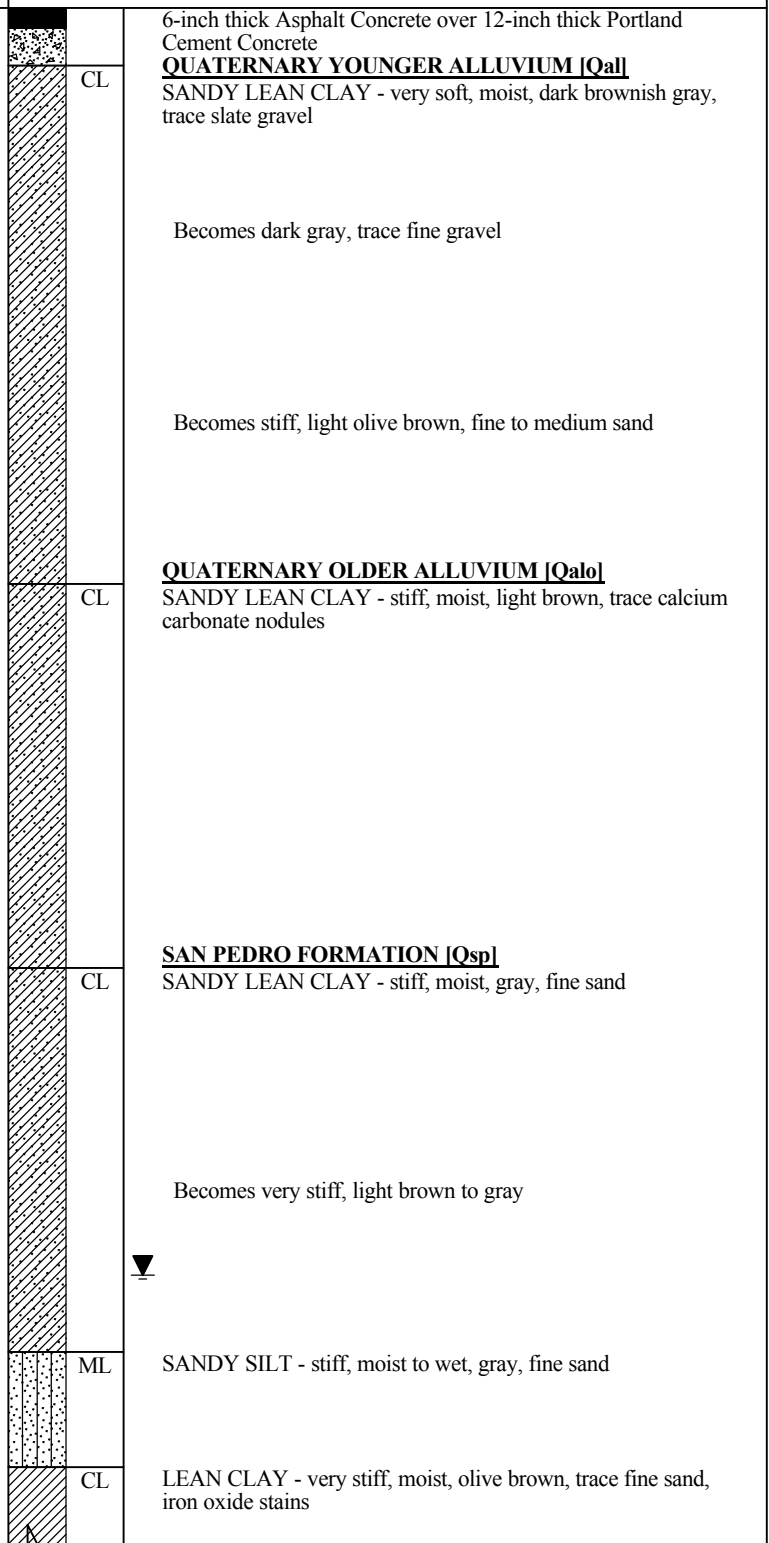 6-inch thick Asphalt Concrete over 12-inch thick Portland
Cement Concrete
QUATERNARY YOUNGER ALLUVIUM [Qal]
CL
SANDY LEAN CLAY - very soft, moist, dark brownish gray,
trace slate gravel
Becomes dark gray, trace fine gravel
Becomes stiff, light olive brown, fine to medium sand
QUATERNARY OLDER ALLUVIUM [Qalo]
CL
SANDY LEAN CLAY - stiff, moist, light brown, trace calcium
carbonate nodules
SAN PEDRO FORMATION [Qsp]
CL
SANDY LEAN CLAY - stiff, moist, gray, fine sand
Becomes very stiff, light brown to gray
ML
SANDY SILT - stiff, moist to wet, gray, fine sand
CL
LEAN CLAY - very stiff, moist, olive brown, trace fine sand,
iron oxide stains